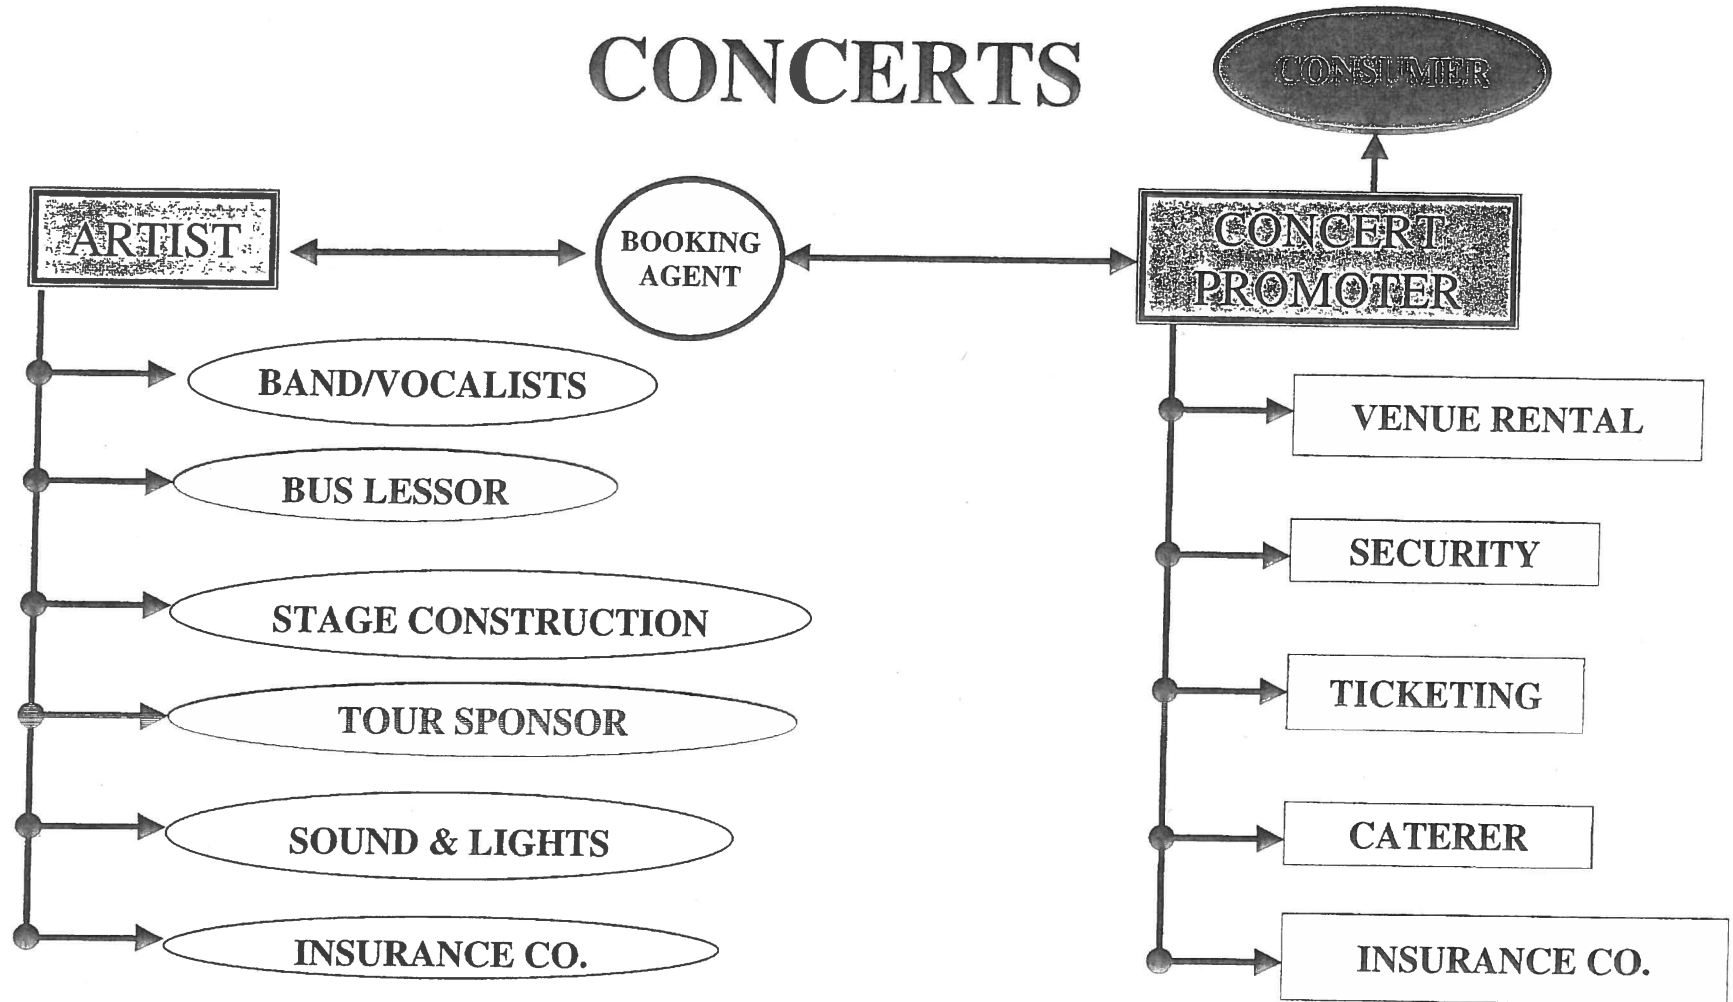 CONCERTS
CONSUMER
ARTIST
BOOKING
AGENT
CONCERT
PROMOTER
BAND/VOCALISTS
BUS LESSOR
STAGE CONSTRUCTION
TOUR SPONSOR
SOUND & LIGHTS
INSURANCE CO.
VENUE RENTAL
SECURITY
TICKETING
CATERER
INSURANCE CO.